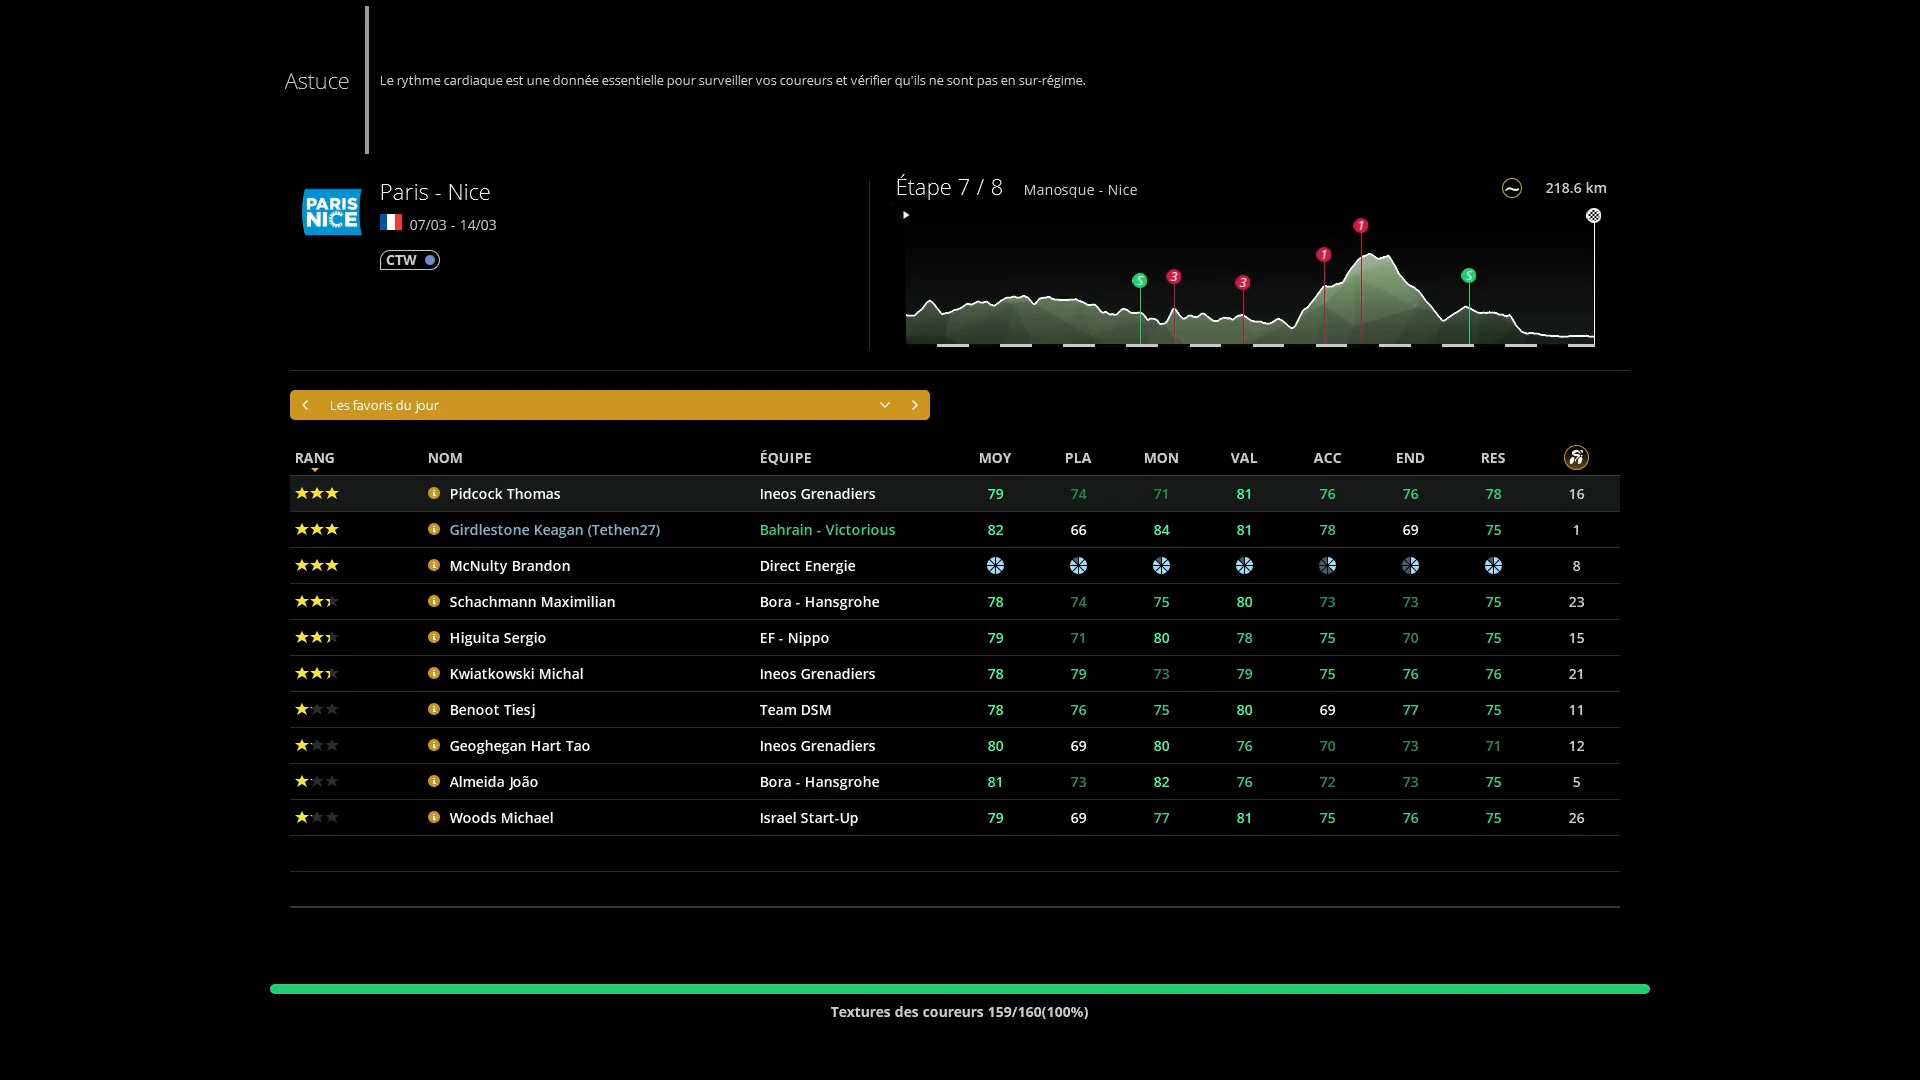 Astuce
Le rythme cardiaque est une donnée essentielle pour surveiller vos coureurs et vérifier qu'ils ne sont pas en sur-régime.
PARIS
NICE
Paris - Nice
07/03 - 14/03
CTW
Étape 7 / 8 Manosque - Nice 218.6 km
S 3 3 1 1 S
Les favoris du jour
RANG NOM ÉQUIPE MOY PLA MON VAL ACC END RES
Pidcock Thomas Ineos Grenadiers 79 74 71 81 76 76 78 16
Girdlestone Keagan (Tethen27) Bahrain - Victorious 82 66 84 81 78 69 75 1
McNulty Brandon Direct Energie 8
Schachmann Maximilian Bora - Hansgrohe 78 74 75 80 73 73 75 23
Higuita Sergio EF - Nippo 79 71 80 78 75 70 75 15
Kwiatkowski Michal Ineos Grenadiers 78 79 73 79 75 76 76 21
Benoot Tiesj Team DSM 78 76 75 80 69 77 75 11
Geoghegan Hart Tao Ineos Grenadiers 80 69 80 76 70 73 71 12
Almeida João Bora - Hansgrohe 81 73 82 76 72 73 75 5
Woods Michael Israel Start-Up 79 69 77 81 75 76 75 26
Textures des coureurs 159/160(100%)